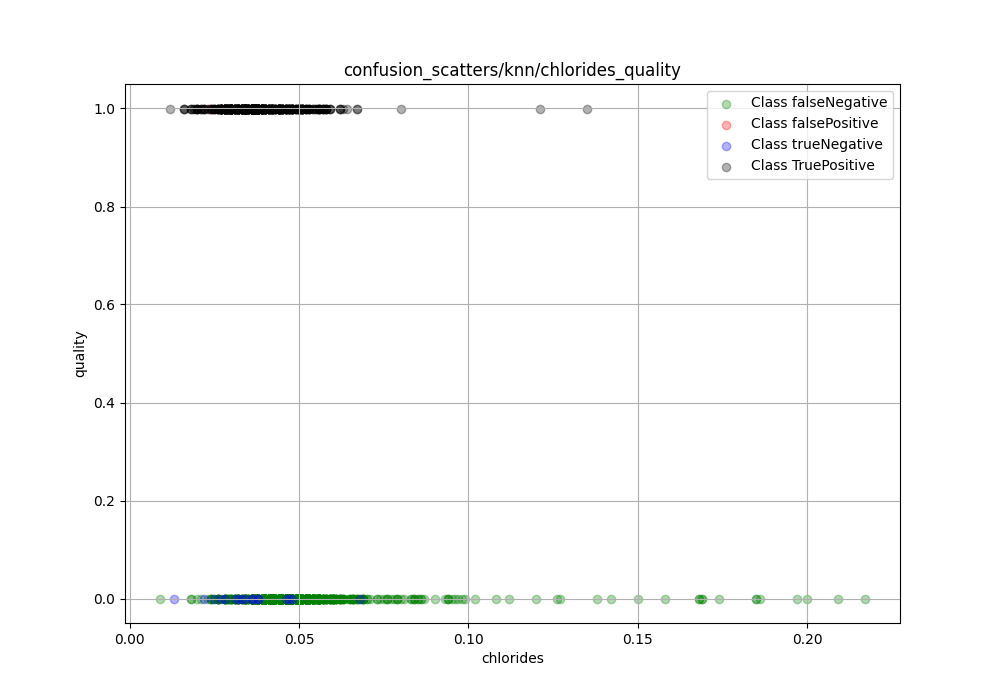 confusion_scatters/knn/chlorides_quality
1.0
0.8
0.6
0.4
0.2
0.0
quality
Class falseNegative
Class falsePositive
Class trueNegative
Class TruePositive
0.00 0.05 0.10 0.15 0.20
chlorides